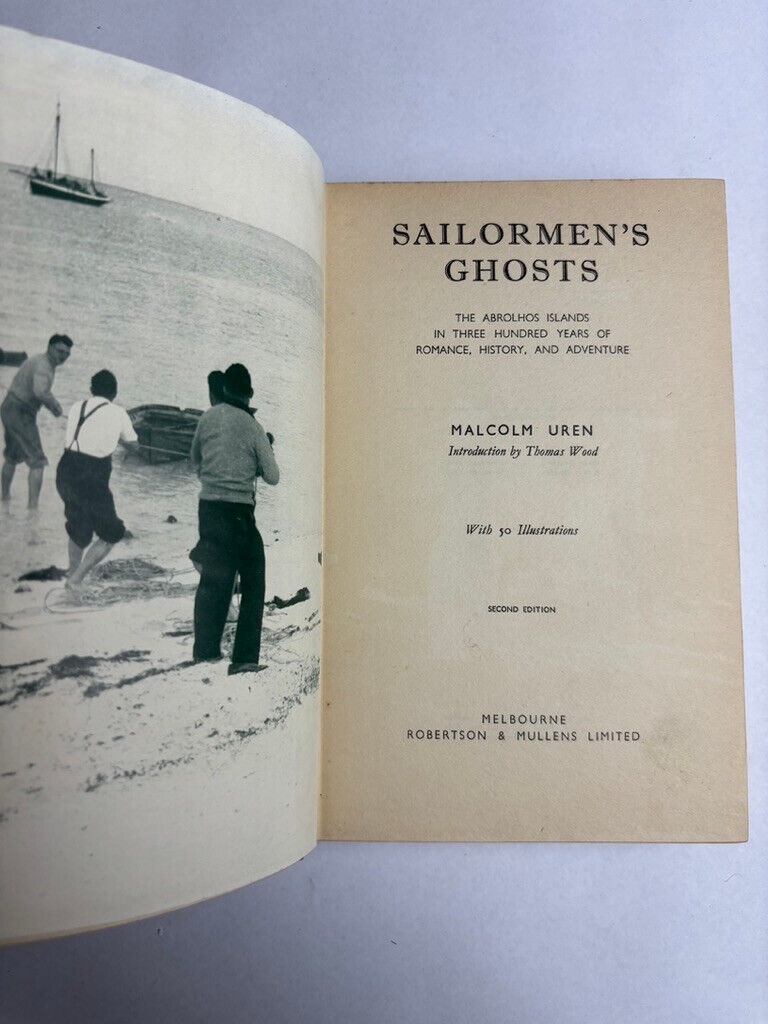 SAILORMEN'S
GHOSTS
THE ABROLHOS ISLANDS
IN THREE HUNDRED YEARS OF
ROMANCE, HISTORY, AND ADVENTURE
MALCOLM UREN
Introduction by Thomas Wood
With 50 Illustrations
SECOND EDITION
MELBOURNE
ROBERTSON & MULLENS LIMITED